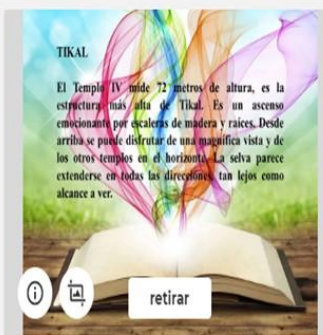 TIKAL
El Templo IV mide 72 metros de altura, es la
estructura más alta de Tikal. Es un ascenso
emocionante por escaleras de madera y raíces. Desde
arriba se puede disfrutar de una magnífica vista y de
los otros templos en el horizonte. La selva parece
extenderse en todas las direcciones, tan lejos como
alcance a ver.
retirar